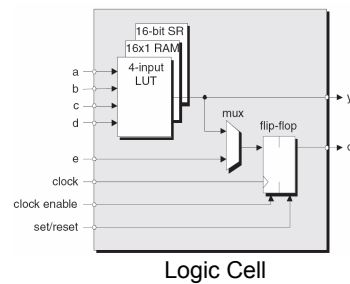 16-bit SR
16x1 RAM
4-input
LUT
a
b
c
d
y
mux
flip-flop
e
clock
clock enable
set/reset
Logic Cell